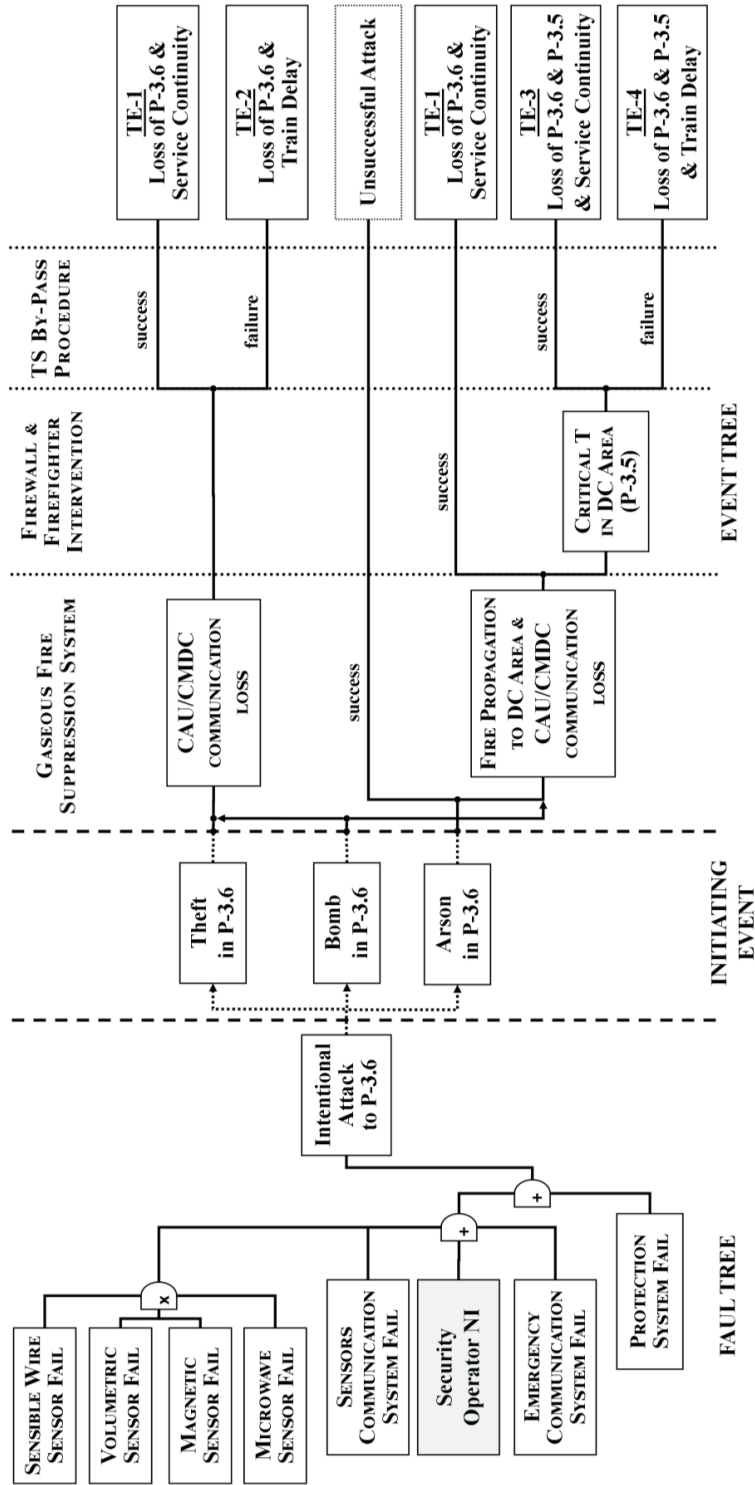 SENSIBLE WIRE
SENSOR FAIL
VOLUMETRIC
SENSOR FAIL
MAGNETIC
SENSOR FAIL
MICROWAVE
SENSOR FAIL
x
SENSORS
COMMUNICATION
SYSTEM FAIL
Security
Operator NI
EMERGENCY
COMMUNICATION
SYSTEM FAIL
+
PROTECTION
SYSTEM FAIL
+
FAUL TREE
Intentional
Attack
to P-3.6
Theft
in P-3.6
Bomb
in P-3.6
Arson
in P-3.6
INITIATING
EVENT
GASEOUS FIRE
SUPPRESSION SYSTEM
CAU/CMDC
COMMUNICATION
LOSS
success
FIRE PROPAGATION
TO DC AREA &
CAU/CMDC
COMMUNICATION
LOSS
FIREWALL &
FIREFIGHTER
INTERVENTION
success
CRITICAL T
IN DC AREA
(P-3.5)
EVENT TREE
TS BY-PASS
PROCEDURE
success
failure
success
failure
TE-1
Loss of P-3.6 &
Service Continuity
TE-2
Loss of P-3.6 &
Train Delay
Unsuccessful Attack
TE-1
Loss of P-3.6 &
Service Continuity
TE-3
Loss of P-3.6 & P-3.5
& Service Continuity
TE-4
Loss of P-3.6 & P-3.5
& Train Delay